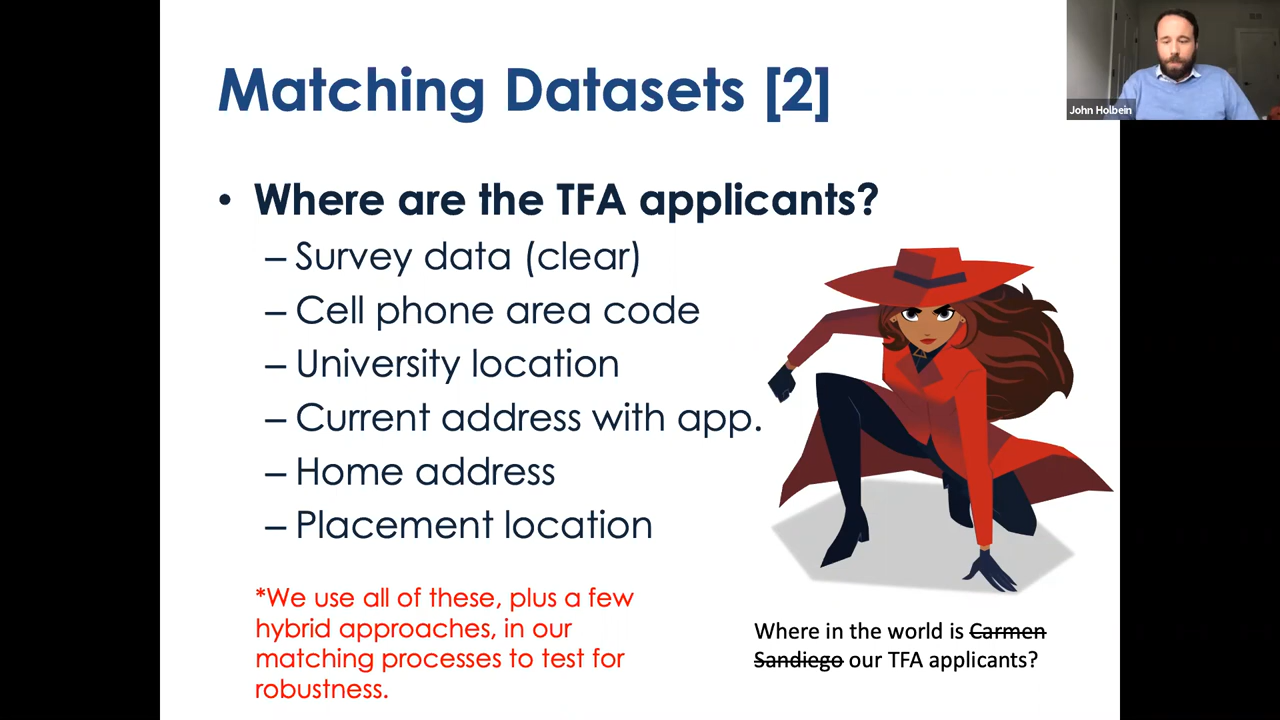 Matching Datasets [2]
John Holbein
• Where are the TFA applicants?
– Survey data (clear)
– Cell phone area code
– University location
– Current address with app.
– Home address
– Placement location
*We use all of these, plus a few
hybrid approaches, in our
matching processes to test for
robustness.
Where in the world is Carmen
Sandiego our TFA applicants?